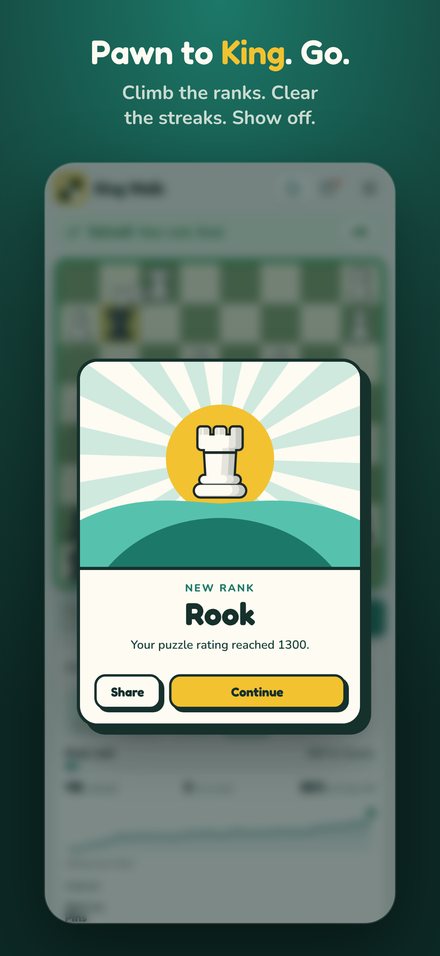 Pawn to King. Go.
Climb the ranks. Clear
the streaks. Show off.
NEW RANK
Rook
Your puzzle rating reached 1300.
Share
Continue
Pins